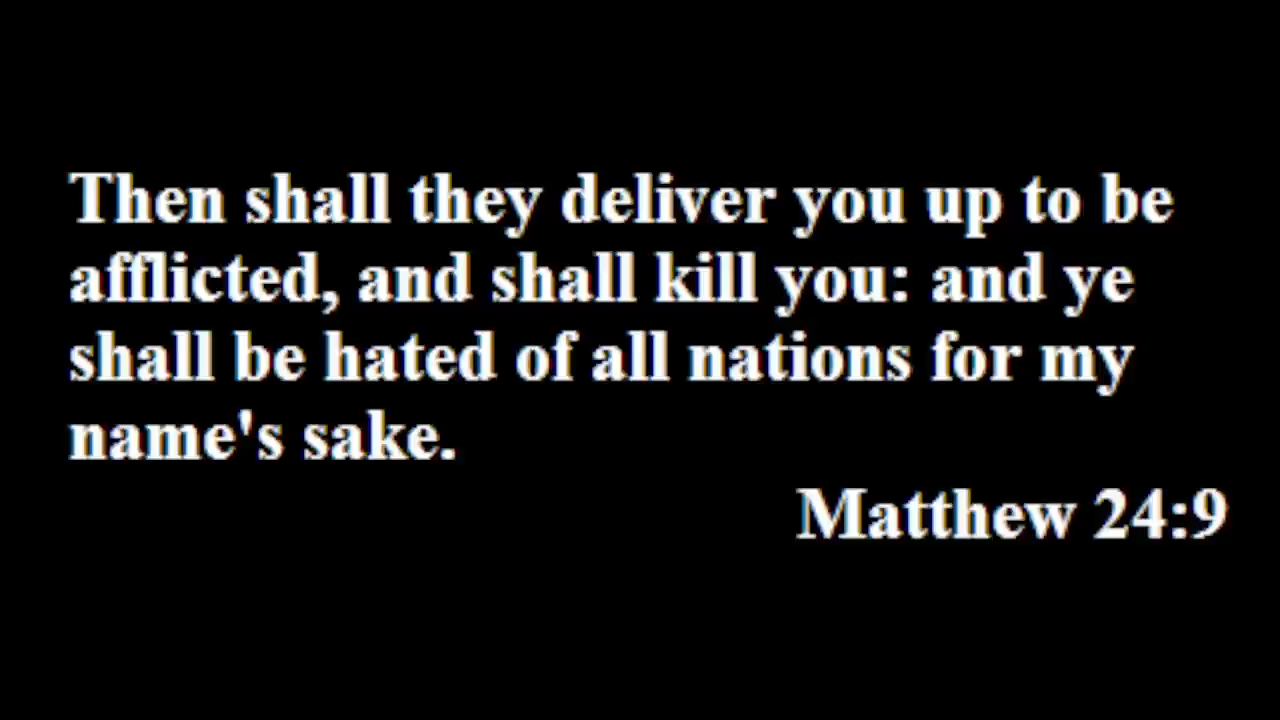 Then shall they deliver you up to be
afflicted, and shall kill you: and ye
shall be hated of all nations for my
name's sake.
Matthew 24:9